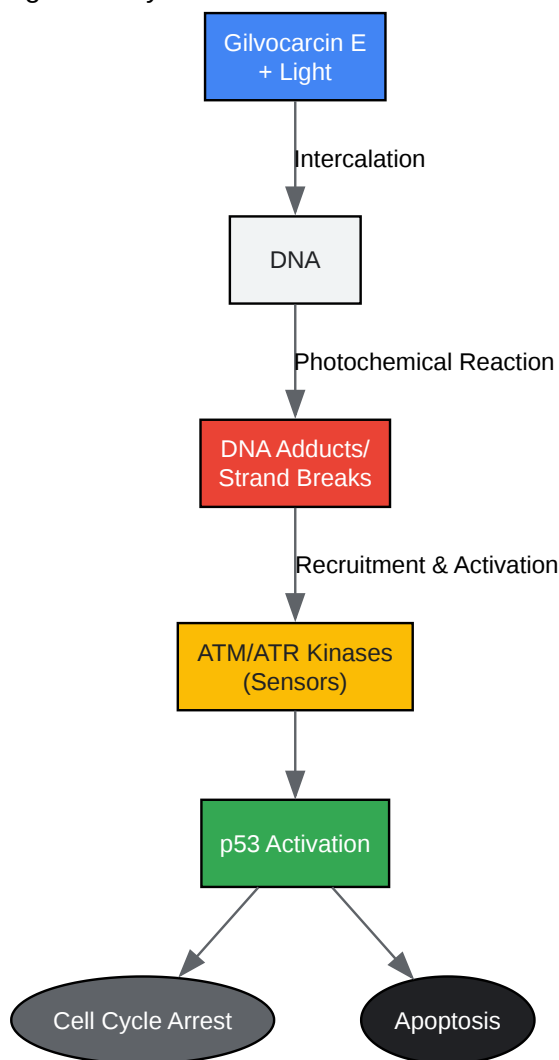 Gilvocarcin E
+ Light
Intercalation
DNA
Photochemical Reaction
DNA Adducts/
Strand Breaks
Recruitment & Activation
ATM/ATR Kinases
(Sensors)
p53 Activation
Cell Cycle Arrest
Apoptosis